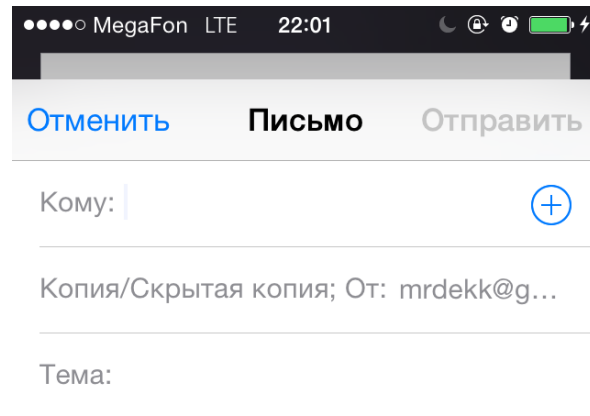 MegaFon LTE 22:01
Отменить Письмо Отправить
Кому:
Копия/Скрытая копия; От: mrdekk@g...
Тема: